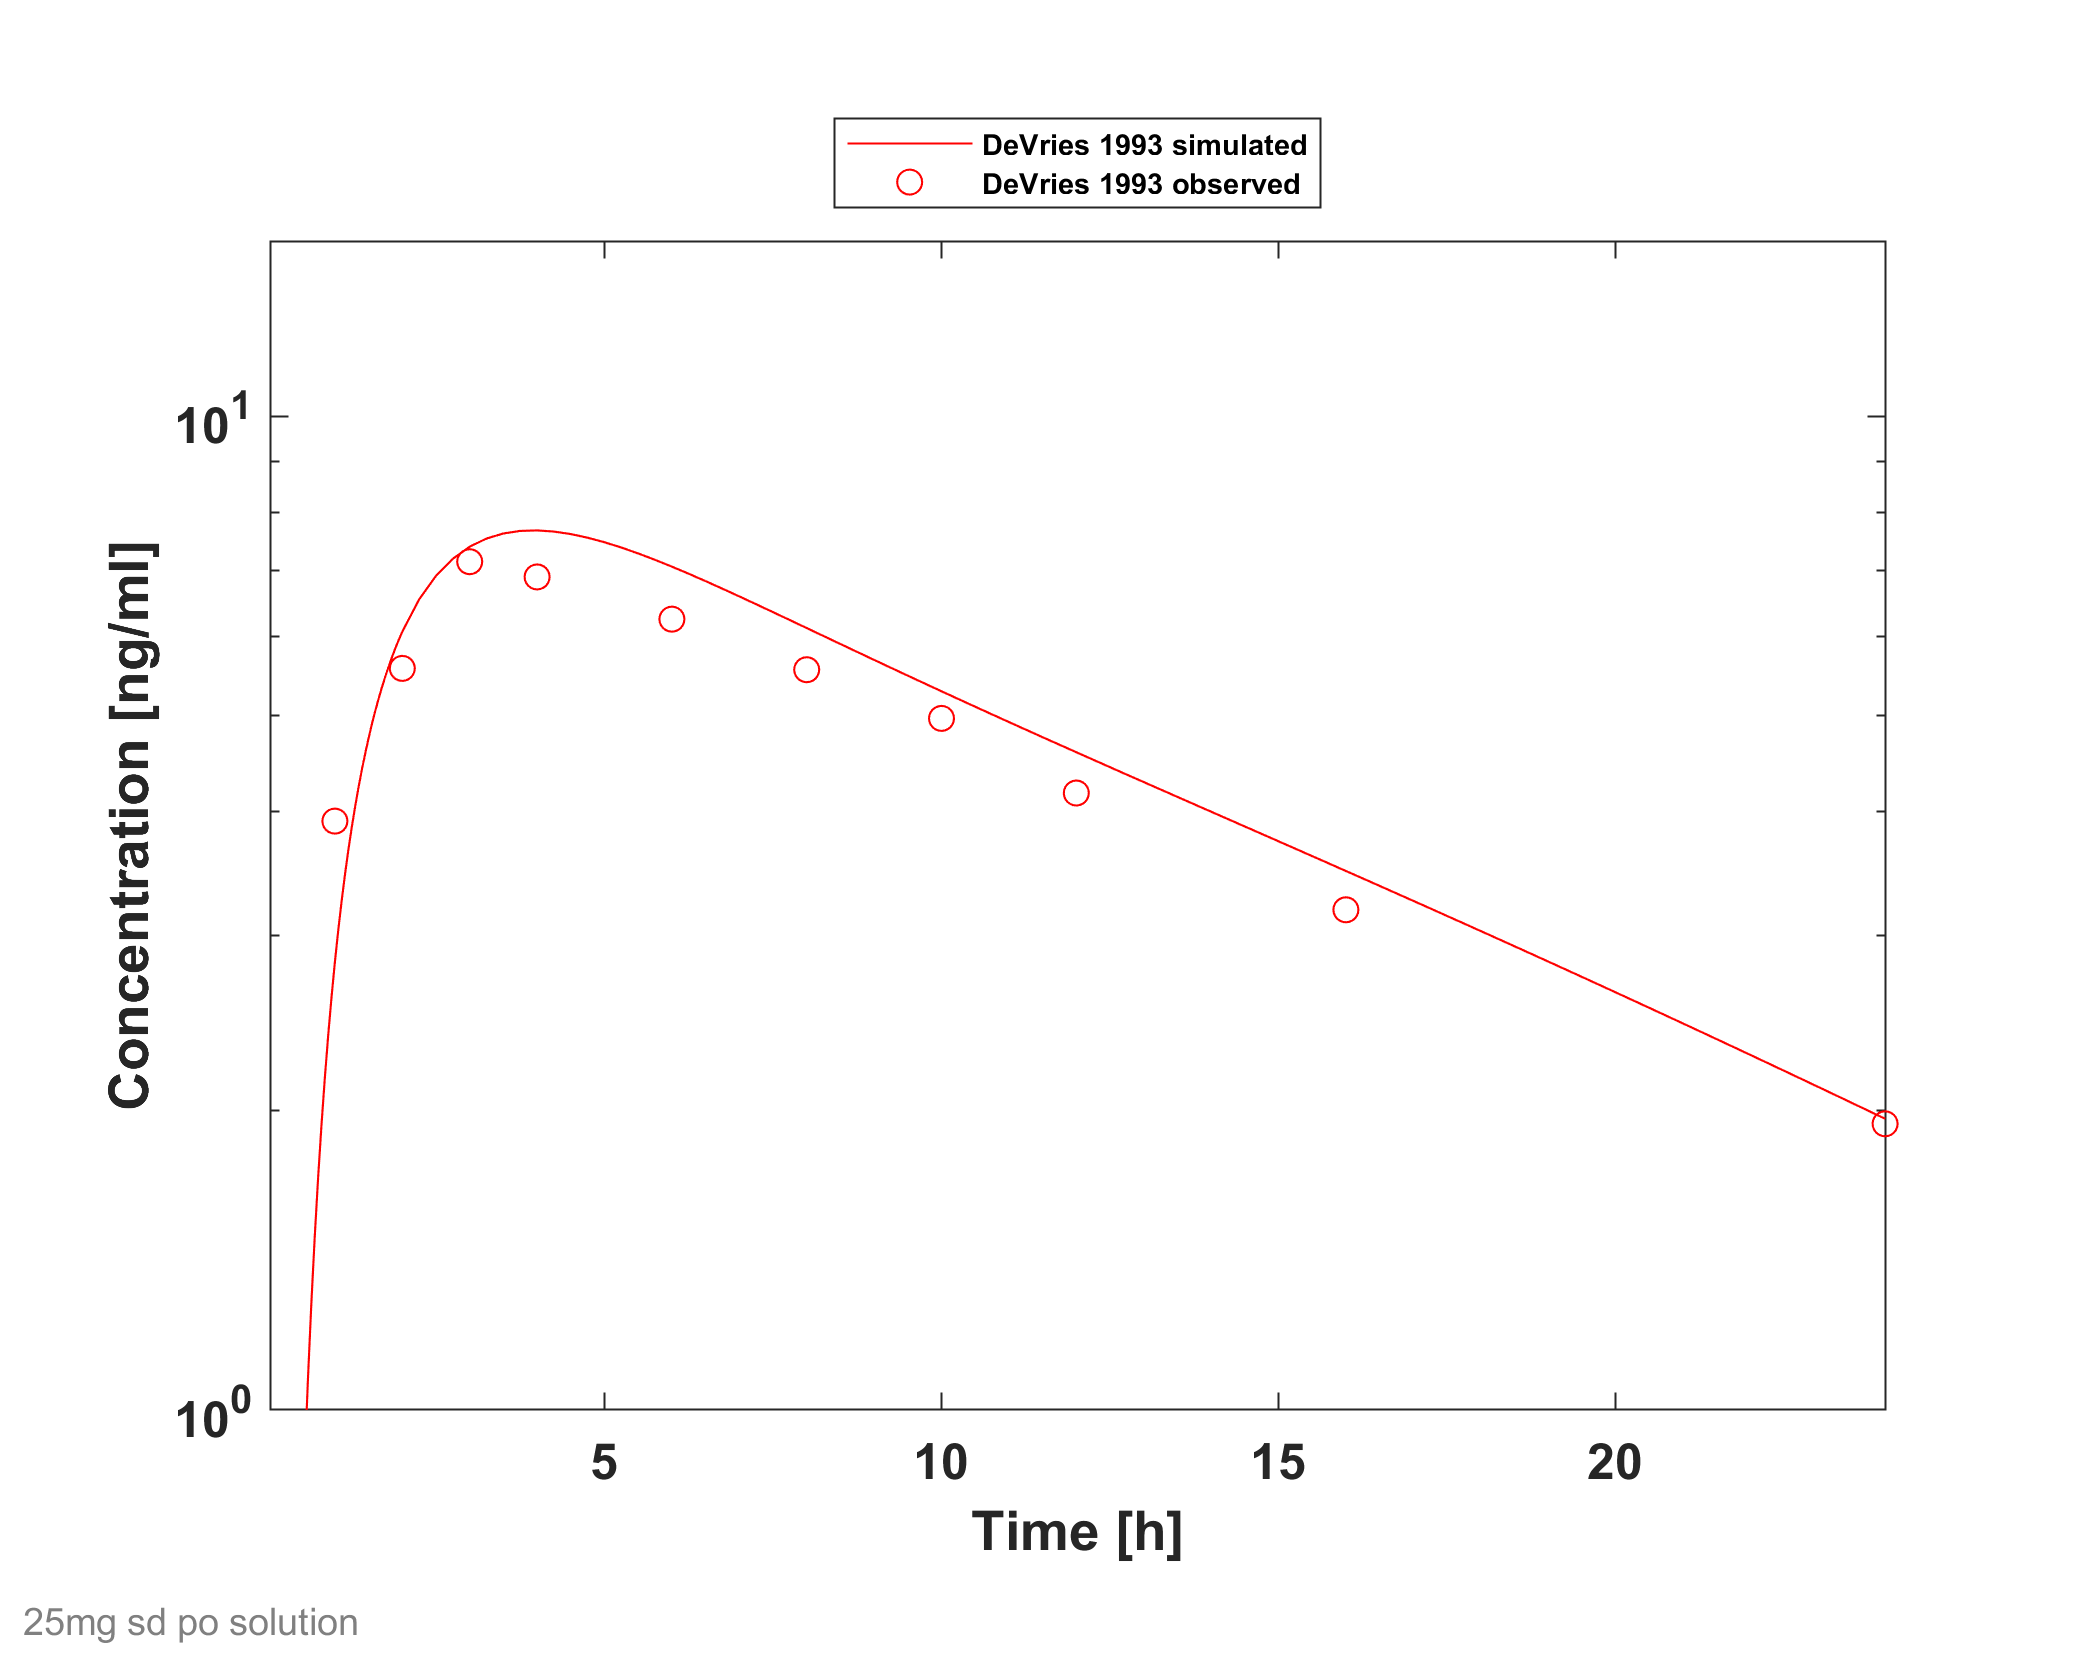 DeVries 1993 simulated
DeVries 1993 observed
10^1
10^0
Concentration [ng/ml]
5 10 15 20
Time [h]
25mg sd po solution